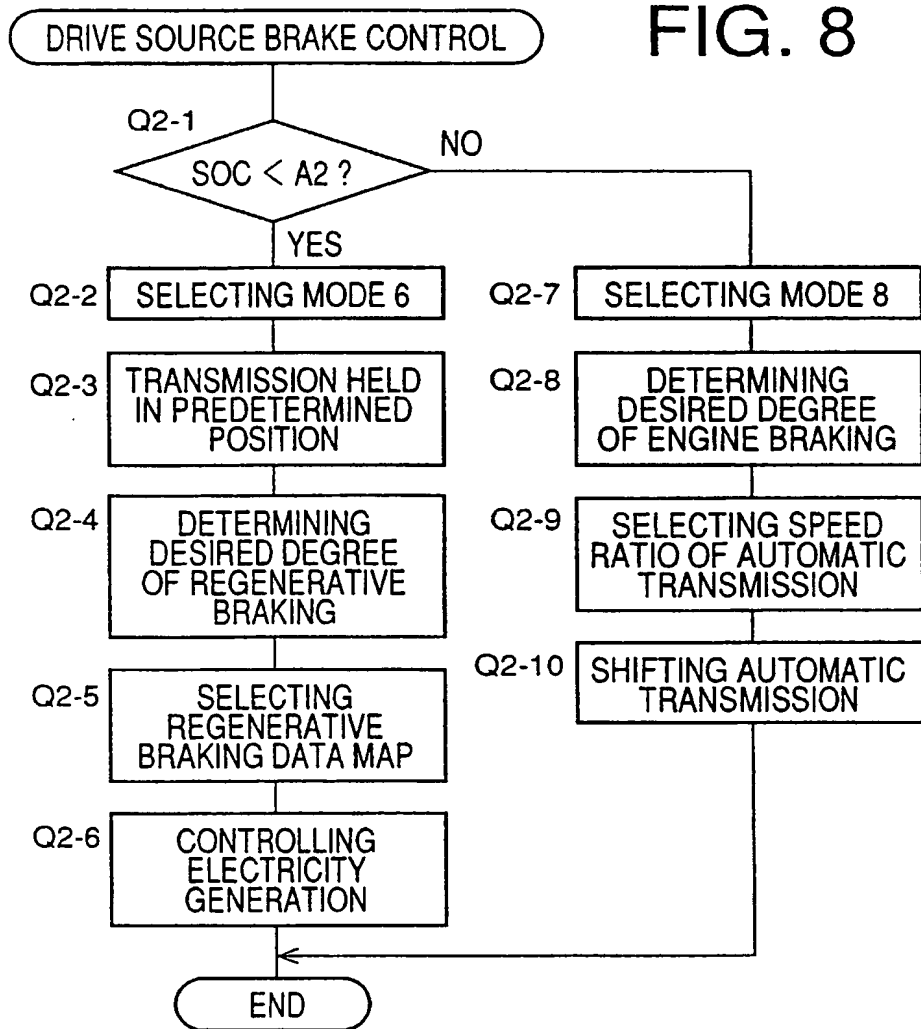 DRIVE SOURCE BRAKE CONTROL
FIG. 8
Q2-1
SOC < A2 ?
NO
YES
Q2-2
SELECTING MODE 6
Q2-3
TRANSMISSION HELD
IN PREDETERMINED
POSITION
Q2-4
DETERMINING
DESIRED DEGREE
OF REGENERATIVE
BRAKING
Q2-5
SELECTING
REGENERATIVE
BRAKING DATA MAP
Q2-6
CONTROLLING
ELECTRICITY
GENERATION
Q2-7
SELECTING MODE 8
Q2-8
DETERMINING
DESIRED DEGREE
OF ENGINE BRAKING
Q2-9
SELECTING SPEED
RATIO OF AUTOMATIC
TRANSMISSION
Q2-10
SHIFTING AUTOMATIC
TRANSMISSION
END